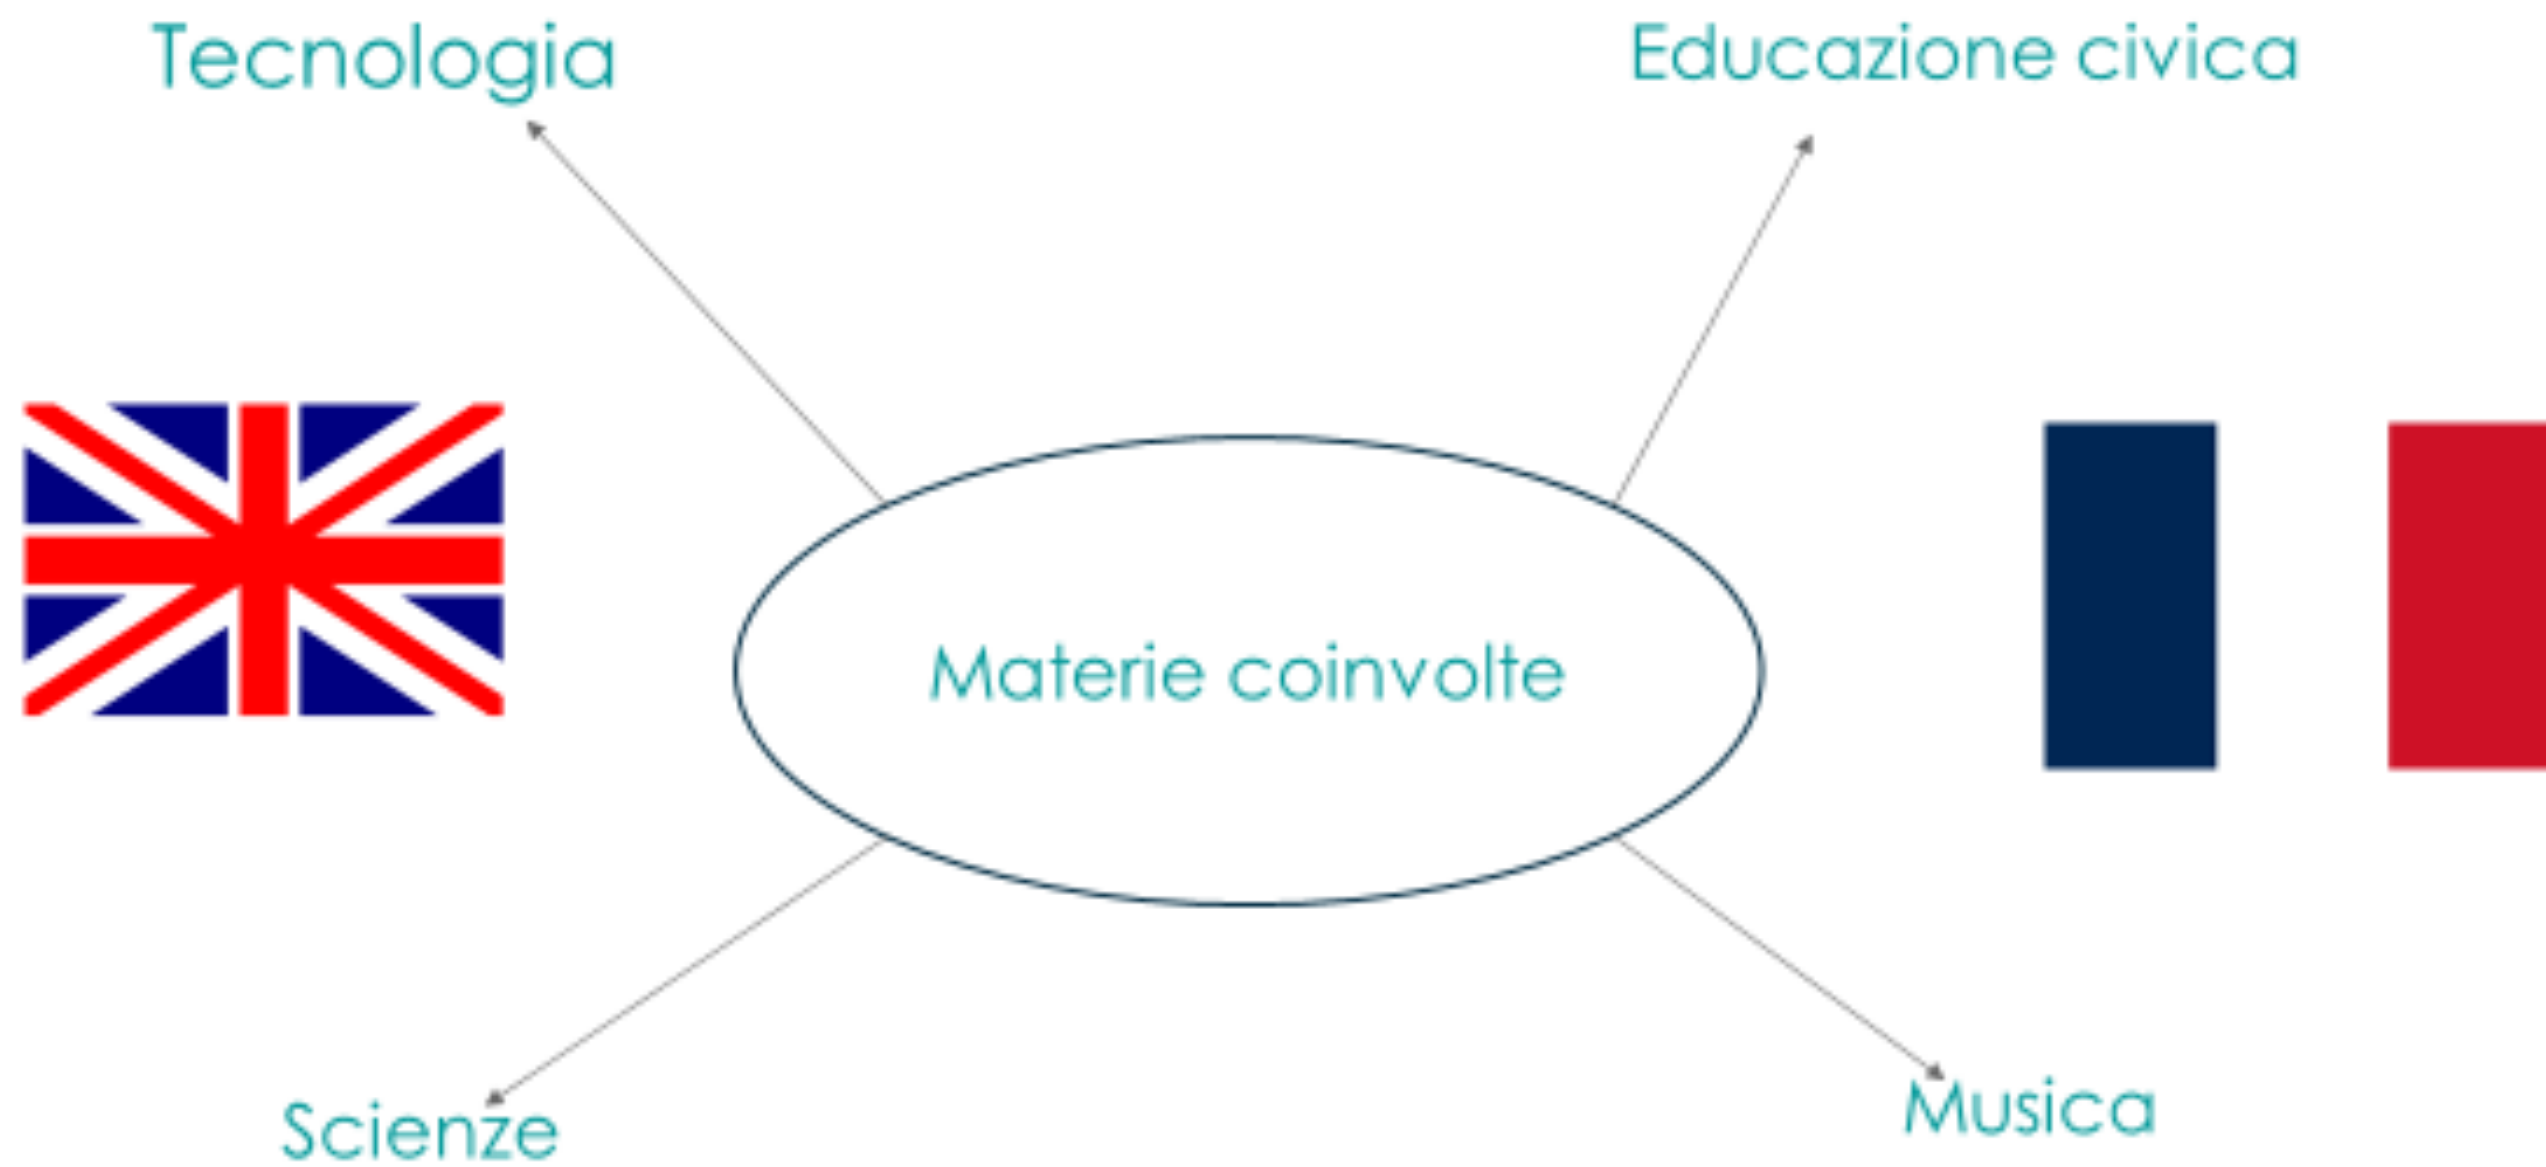 Tecnologia
Educazione civica
Materie coinvolte
Scienze
Musica